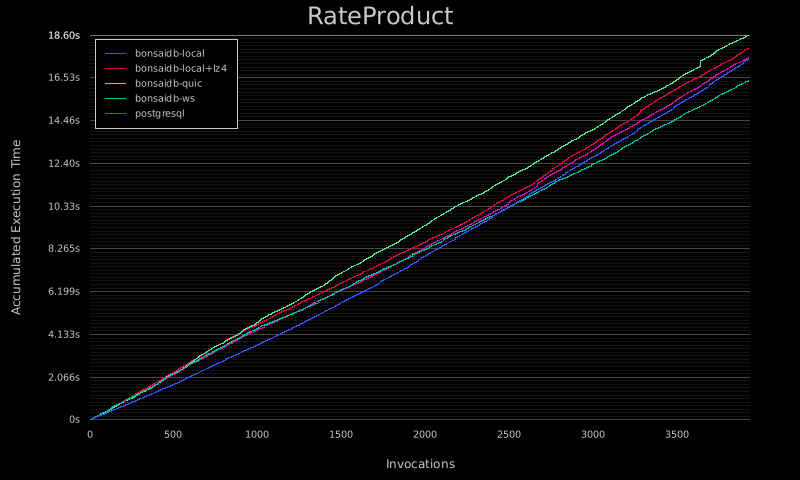 RateProduct
18.60s
16.53s
14.46s
12.40s
10.33s
8.265s
6.199s
4.133s
2.066s
0s
Accumulated Execution Time
bonsaidb-local
bonsaidb-local+lz4
bonsaidb-quic
bonsaidb-ws
postgresql
0 500 1000 1500 2000 2500 3000 3500
Invocations